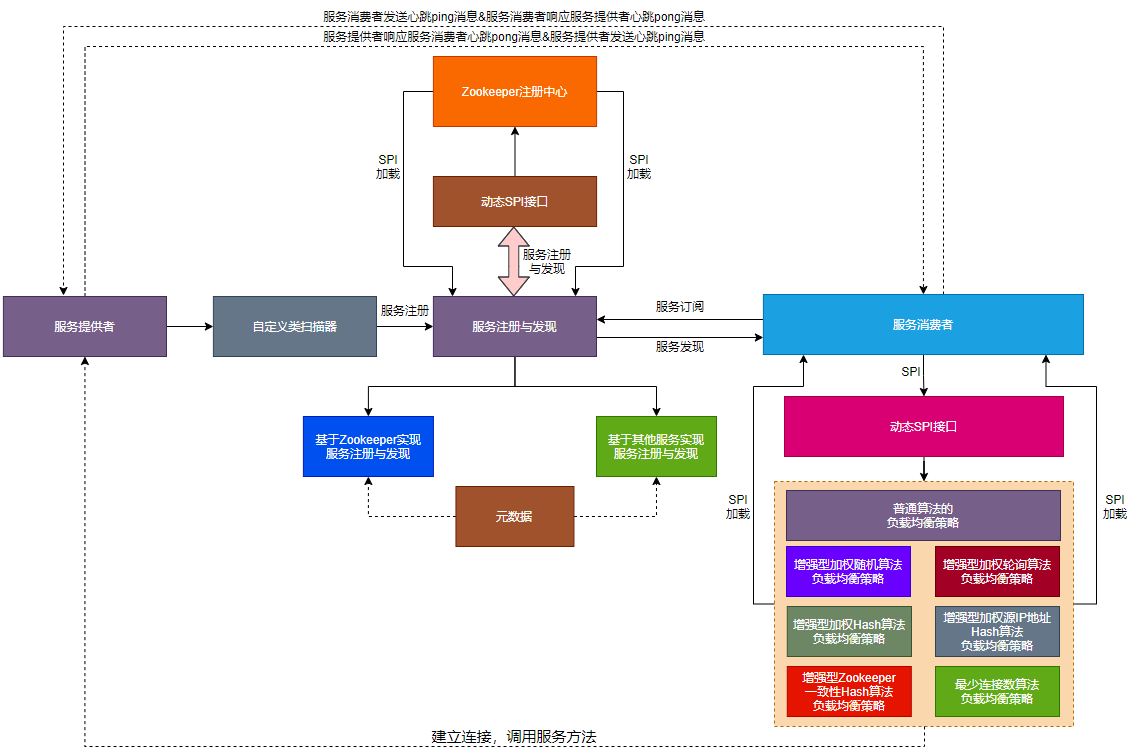 服务消费者发送心跳ping消息&服务消费者响应服务提供者心跳pong消息
服务提供者响应服务消费者心跳pong消息&服务提供者发送心跳ping消息
Zookeeper注册中心
SPI
加载
SPI
加载
动态SPI接口
服务注册
与发现
服务提供者
自定义类扫描器
服务注册
服务注册与发现
服务订阅
服务发现
服务消费者
SPI
动态SPI接口
基于Zookeeper实现
服务注册与发现
基于其他服务实现
服务注册与发现
元数据
SPI
加载
SPI
加载
普通算法的
负载均衡策略
增强型加权随机算法
负载均衡策略
增强型加权轮询算法
负载均衡策略
增强型加权Hash算法
负载均衡策略
增强型加权源IP地址
Hash算法
负载均衡策略
增强型Zookeeper
一致性Hash算法
负载均衡策略
最少连接数算法
负载均衡策略
建立连接，调用服务方法